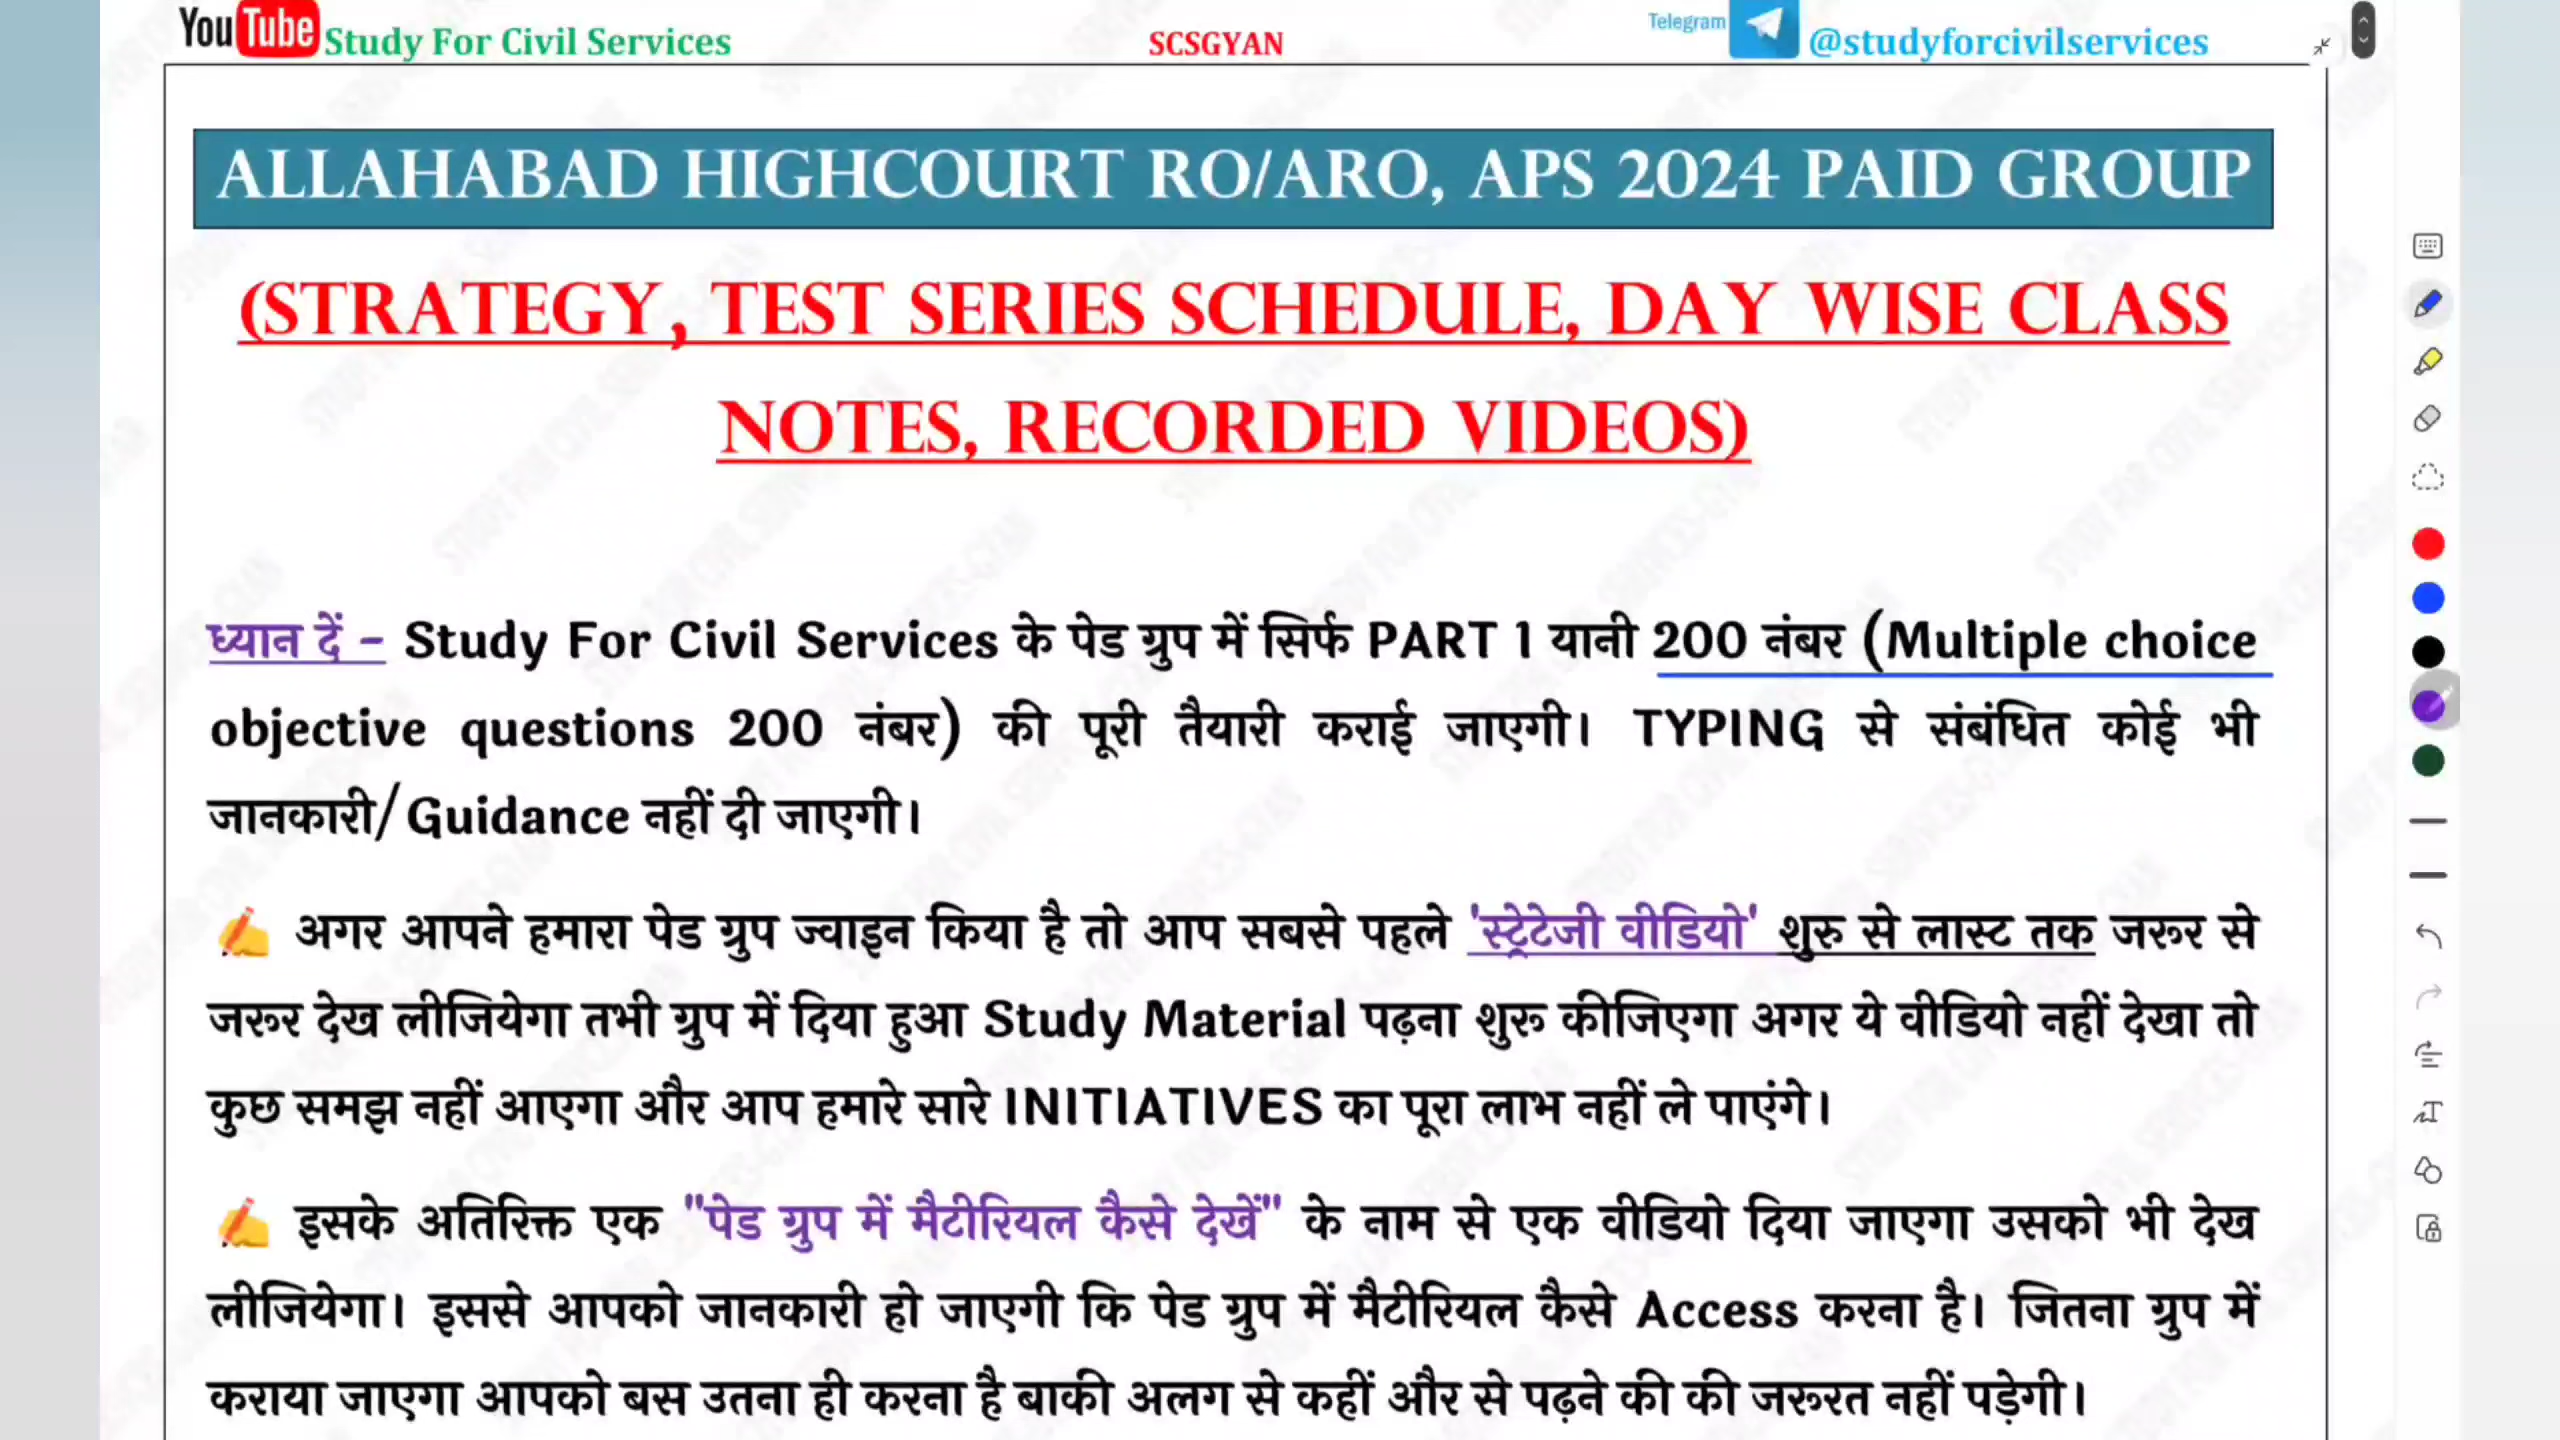 YouTube Study For Civil Services SCSGYAN Telegram @studyforcivilservices
ALLAHABAD HIGHCOURT RO/ARO, APS 2024 PAID GROUP
(STRATEGY, TEST SERIES SCHEDULE, DAY WISE CLASS
NOTES, RECORDED VIDEOS)
ध्यान दें – Study For Civil Services के पेड ग्रुप में सिर्फ PART 1 यानी 200 नंबर (Multiple choice
objective questions 200 नंबर) की पूरी तैयारी कराई जाएगी। TYPING से संबंधित कोई भी
जानकारी/Guidance नहीं दी जाएगी।
✍ अगर आपने हमारा पेड ग्रुप ज्वाइन किया है तो आप सबसे पहले 'स्ट्रेटेजी वीडियो' शुरु से लास्ट तक जरूर से
जरूर देख लीजियेगा तभी ग्रुप में दिया हुआ Study Material पढ़ना शुरू कीजिएगा अगर ये वीडियो नहीं देखा तो
कुछ समझ नहीं आएगा और आप हमारे सारे INITIATIVES का पूरा लाभ नहीं ले पाएंगे।
✍ इसके अतिरिक्त एक "पेड ग्रुप में मैटीरियल कैसे देखें" के नाम से एक वीडियो दिया जाएगा उसको भी देख
लीजियेगा। इससे आपको जानकारी हो जाएगी कि पेड ग्रुप में मैटीरियल कैसे Access करना है। जितना ग्रुप में
कराया जाएगा आपको बस उतना ही करना है बाकी अलग से कहीं और से पढ़ने की की जरूरत नहीं पड़ेगी।